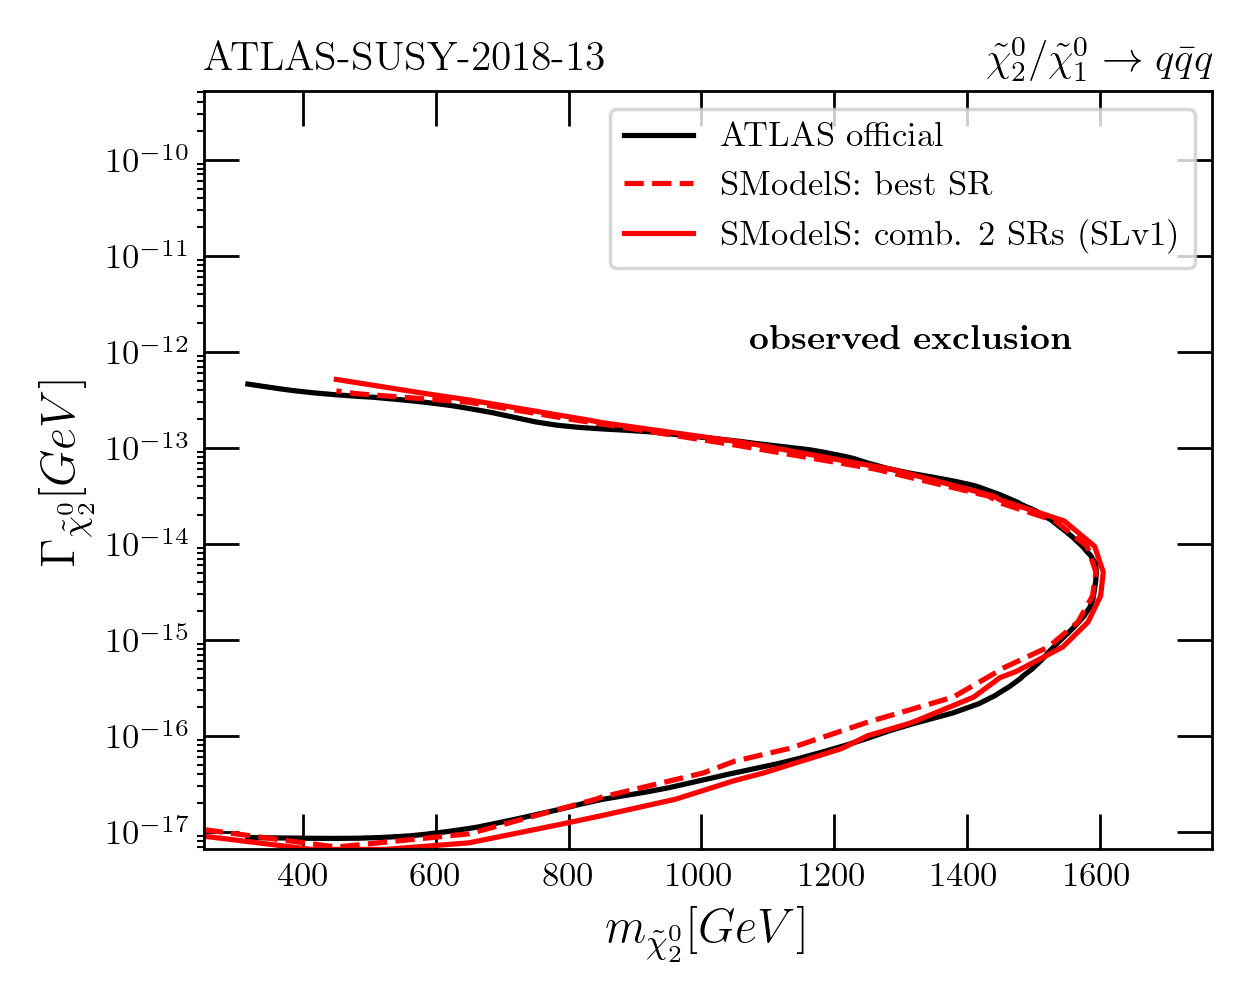 ATLAS-SUSY-2018-13
χ̃⁰₂/χ̃⁰₁ → qq̄q
ATLAS official
SModelS: best SR
SModelS: comb. 2 SRs (SLv1)
observed exclusion
Γχ̃⁰₂[GeV]
10⁻¹⁰
10⁻¹¹
10⁻¹²
10⁻¹³
10⁻¹⁴
10⁻¹⁵
10⁻¹⁶
10⁻¹⁷
400 600 800 1000 1200 1400 1600
mχ̃⁰₂[GeV]